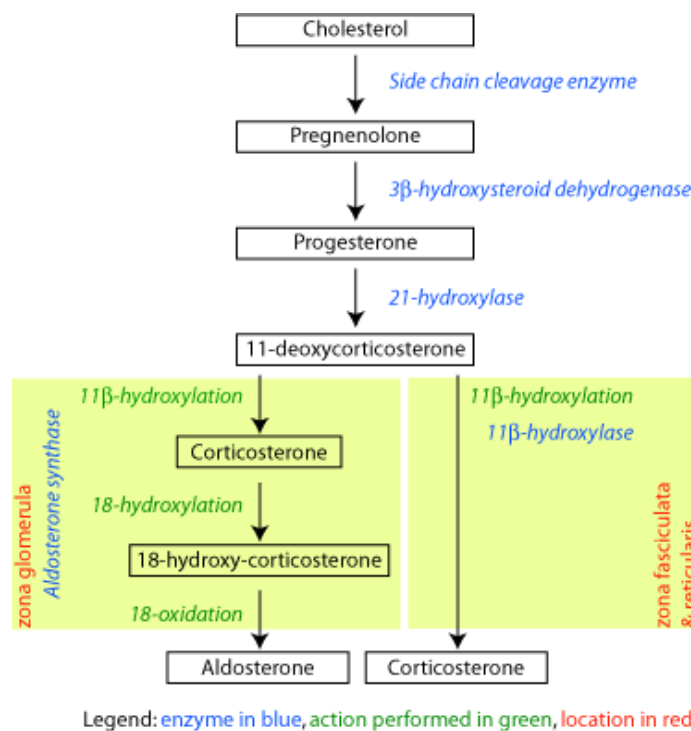 Cholesterol
Side chain cleavage enzyme
Pregnenolone
3β-hydroxysteroid dehydrogenase
Progesterone
21-hydroxylase
11-deoxycorticosterone
11β-hydroxylation
Corticosterone
18-hydroxylation
18-hydroxy-corticosterone
18-oxidation
zona glomerula
Aldosterone synthase
11β-hydroxylation
11β-hydroxylase
zona fasciculata
& reticularis
Aldosterone
Corticosterone
Legend: enzyme in blue, action performed in green, location in red